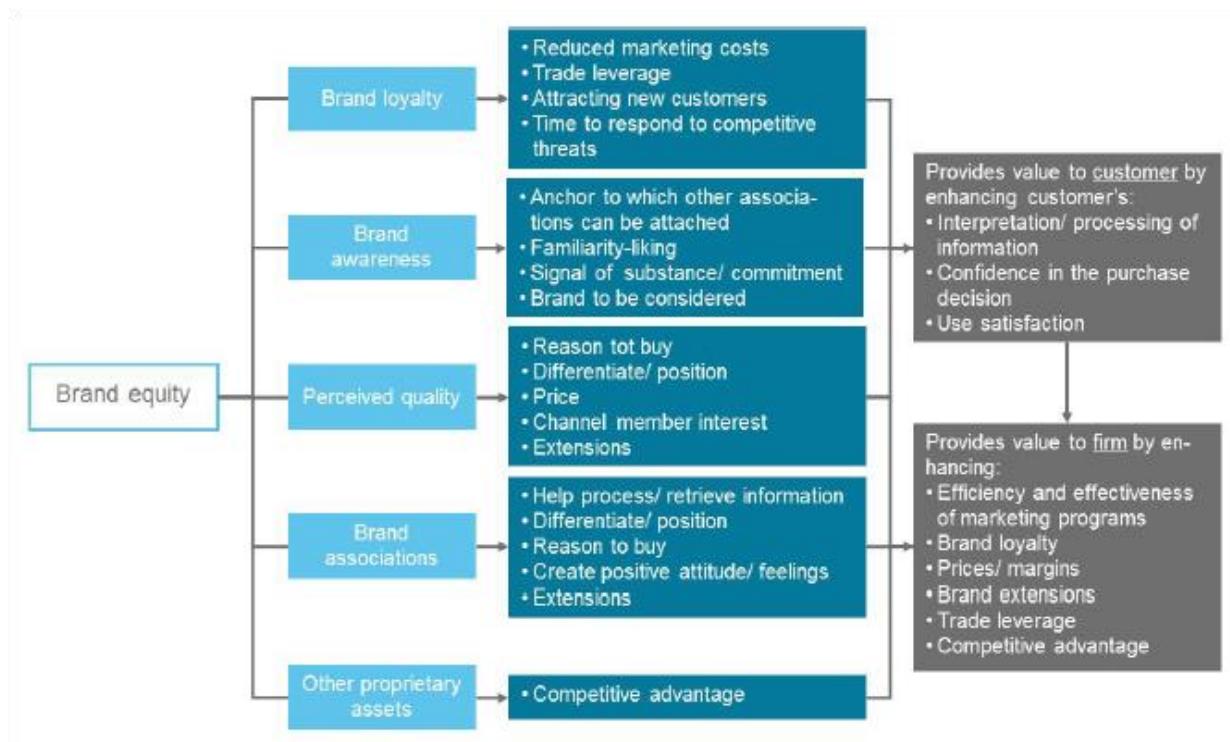 Brand equity
Brand loyalty
• Reduced marketing costs
• Trade leverage
• Attracting new customers
• Time to respond to competitive
threats
Brand
awareness
• Anchor to which other associa-
tions can be attached
• Familiarity-liking
• Signal of substance/ commitment
• Brand to be considered
Perceived quality
• Reason tot buy
• Differentiate/ position
• Price
• Channel member interest
• Extensions
Brand
associations
• Help process/ retrieve information
• Differentiate/ position
• Reason to buy
• Create positive attitude/ feelings
• Extensions
Other proprietary
assets
• Competitive advantage
Provides value to customer by
enhancing customer's:
• Interpretation/ processing of
information
• Confidence in the purchase
decision
• Use satisfaction
Provides value to firm by en-
hancing:
• Efficiency and effectiveness
of marketing programs
• Brand loyalty
• Prices/ margins
• Brand extensions
• Trade leverage
• Competitive advantage